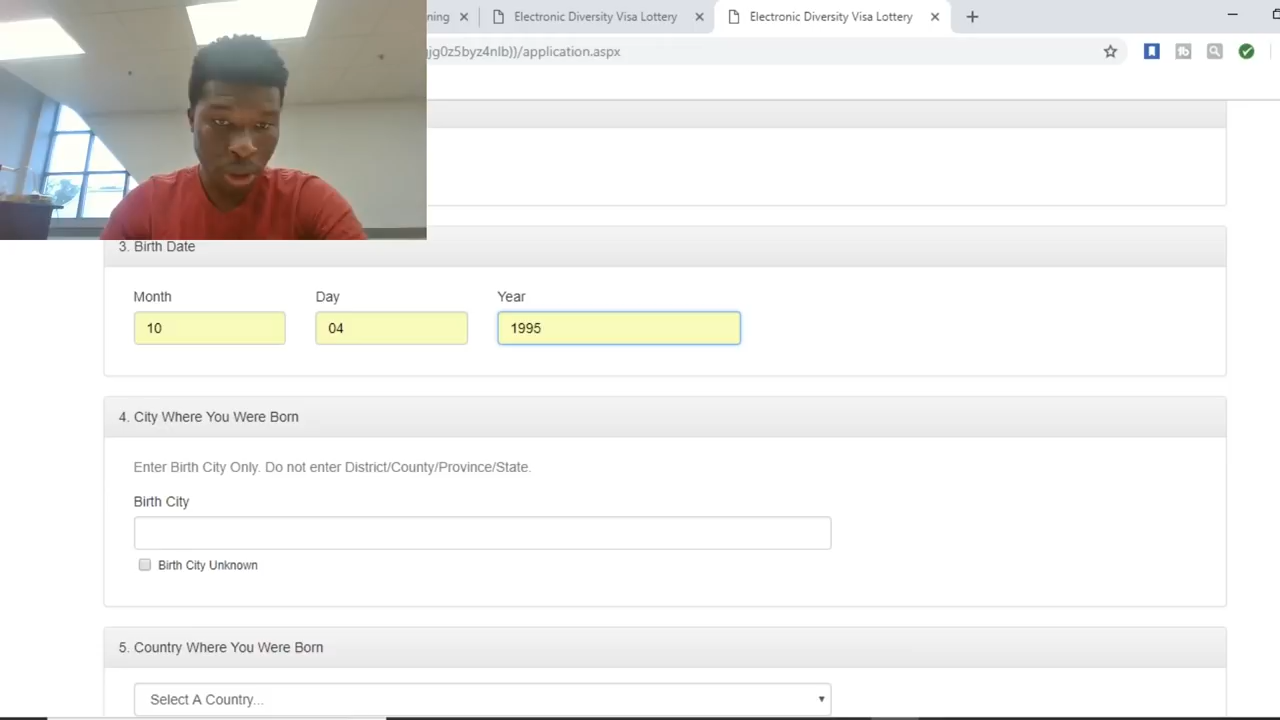 ning
Electronic Diversity Visa Lottery
Electronic Diversity Visa Lottery
jg0z5byz4nlb))/application.aspx
3. Birth Date
Month Day Year
10 04 1995
4. City Where You Were Born
Enter Birth City Only. Do not enter District/County/Province/State.
Birth City
Birth City Unknown
5. Country Where You Were Born
Select A Country...